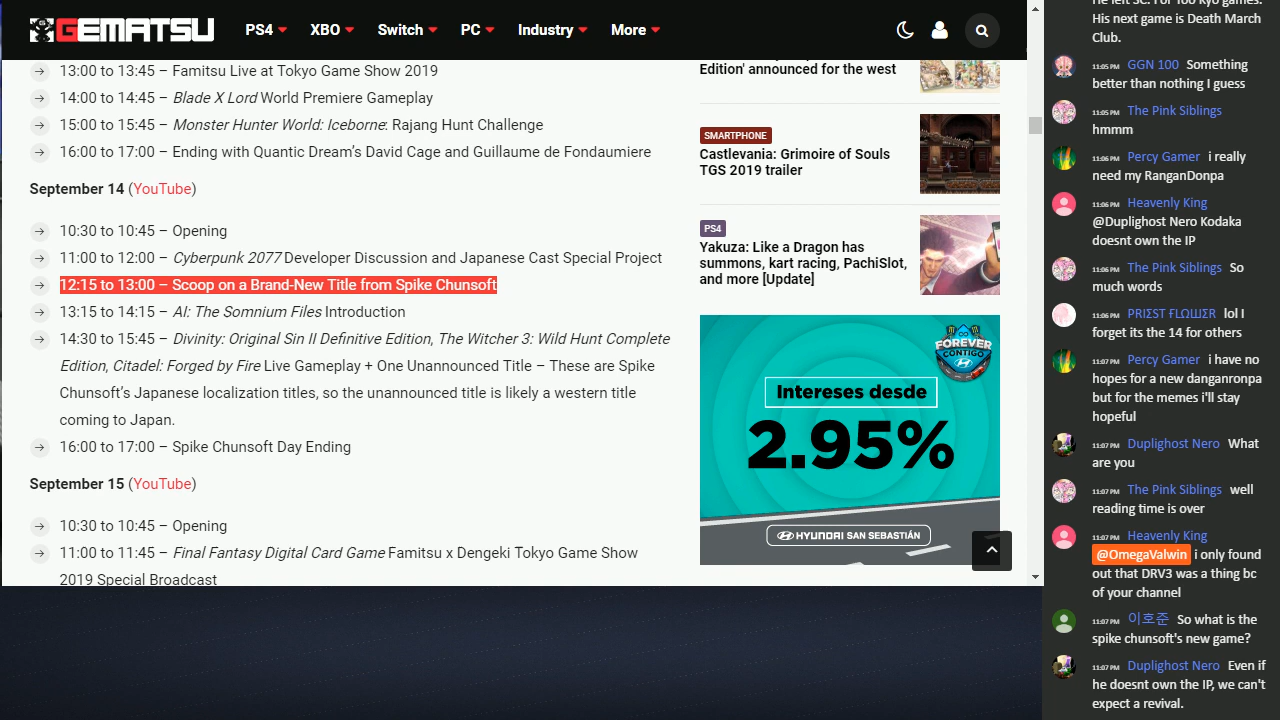 GEMATSU
PS4 XBO Switch PC Industry More
13:00 to 13:45 – Famitsu Live at Tokyo Game Show 2019
14:00 to 14:45 – Blade X Lord World Premiere Gameplay
15:00 to 15:45 – Monster Hunter World: Iceborne: Rajang Hunt Challenge
16:00 to 17:00 – Ending with Quantic Dream's David Cage and Guillaume de Fondaumiere
September 14 (YouTube)
10:30 to 10:45 – Opening
11:00 to 12:00 – Cyberpunk 2077 Developer Discussion and Japanese Cast Special Project
12:15 to 13:00 – Scoop on a Brand-New Title from Spike Chunsoft
13:15 to 14:15 – AI: The Somnium Files Introduction
14:30 to 15:45 – Divinity: Original Sin II Definitive Edition, The Witcher 3: Wild Hunt Complete
Edition, Citadel: Forged by Fire Live Gameplay + One Unannounced Title – These are Spike
Chunsoft's Japanese localization titles, so the unannounced title is likely a western title
coming to Japan.
16:00 to 17:00 – Spike Chunsoft Day Ending
September 15 (YouTube)
10:30 to 10:45 – Opening
11:00 to 11:45 – Final Fantasy Digital Card Game Famitsu x Dengeki Tokyo Game Show
2019 Special Broadcast
Edition' announced for the west
SMARTPHONE
Castlevania: Grimoire of Souls
TGS 2019 trailer
PS4
Yakuza: Like a Dragon has
summons, kart racing, PachiSlot,
and more [Update]
FOREVER
CONTIGO
Intereses desde
2.95%
HYUNDAI SAN SEBASTIÁN
He left SC. For Too Kyo games.
His next game is Death March
Club.
11:05 PM GGN 100 Something
better than nothing I guess
11:05 PM The Pink Siblings
hmmm
11:06 PM Percy Gamer i really
need my RanganDonpa
11:06 PM Heavenly King
@Duplighost Nero Kodaka
doesnt own the IP
11:06 PM The Pink Siblings So
much words
11:06 PM PRIΣST FLΩШΣR lol I
forget its the 14 for others
11:07 PM Percy Gamer i have no
hopes for a new danganronpa
but for the memes i'll stay
hopeful
11:07 PM Duplighost Nero What
are you
11:07 PM The Pink Siblings well
reading time is over
11:07 PM Heavenly King
@OmegaValwin i only found
out that DRV3 was a thing bc
of your channel
11:07 PM 이호준 So what is the
spike chunsoft's new game?
11:07 PM Duplighost Nero Even if
he doesnt own the IP, we can't
expect a revival.